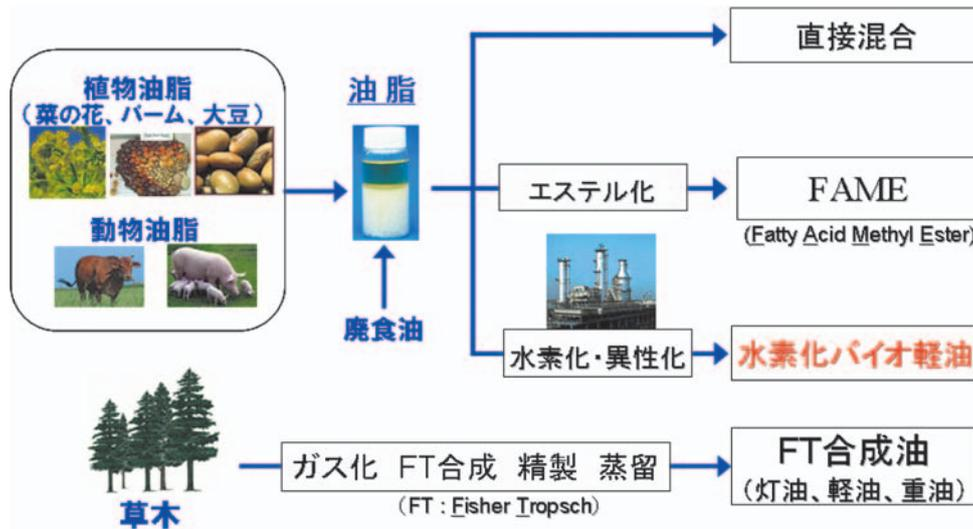 植物油脂
（菜の花、パーム、大豆）
動物油脂
油脂
廃食油
直接混合
エステル化
FAME
(Fatty Acid Methyl Ester)
水素化・異性化
水素化バイオ軽油
草木
ガス化 FT合成 精製 蒸留
(FT : Fisher Tropsch)
FT合成油
(灯油、軽油、重油)